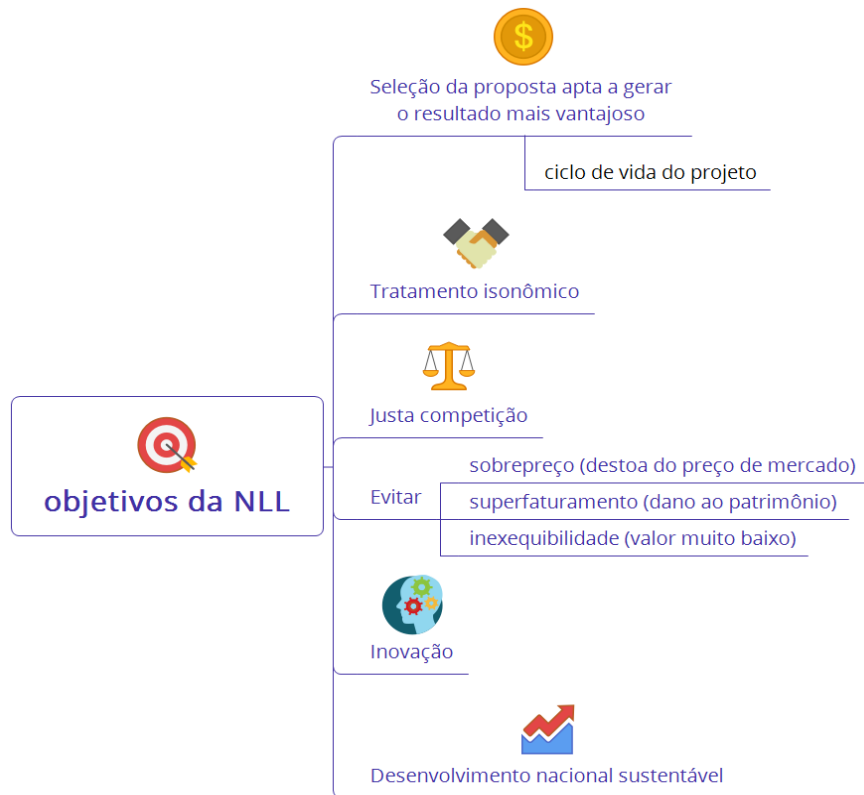 $
Seleção da proposta apta a gerar
o resultado mais vantajoso
ciclo de vida do projeto
Tratamento isonômico
Justa competição
objetivos da NLL
Evitar
sobrepreço (destoa do preço de mercado)
superfaturamento (dano ao patrimônio)
inexequibilidade (valor muito baixo)
Inovação
Desenvolvimento nacional sustentável